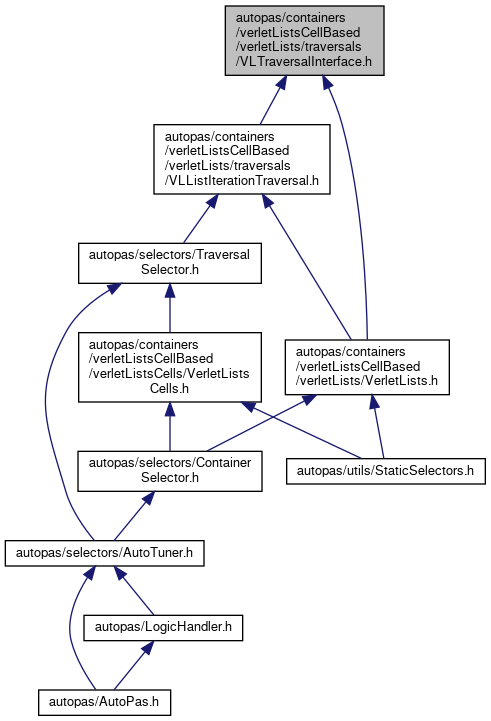 autopas/containers
/verletListsCellBased
/verletLists/traversals
/VLTraversalInterface.h
autopas/containers
/verletListsCellBased
/verletLists/traversals
/VLListIterationTraversal.h
autopas/selectors/Traversal
Selector.h
autopas/containers
/verletListsCellBased
/verletListsCells/VerletLists
Cells.h
autopas/containers
/verletListsCellBased
/verletLists/VerletLists.h
autopas/selectors/Container
Selector.h
autopas/utils/StaticSelectors.h
autopas/selectors/AutoTuner.h
autopas/LogicHandler.h
autopas/AutoPas.h